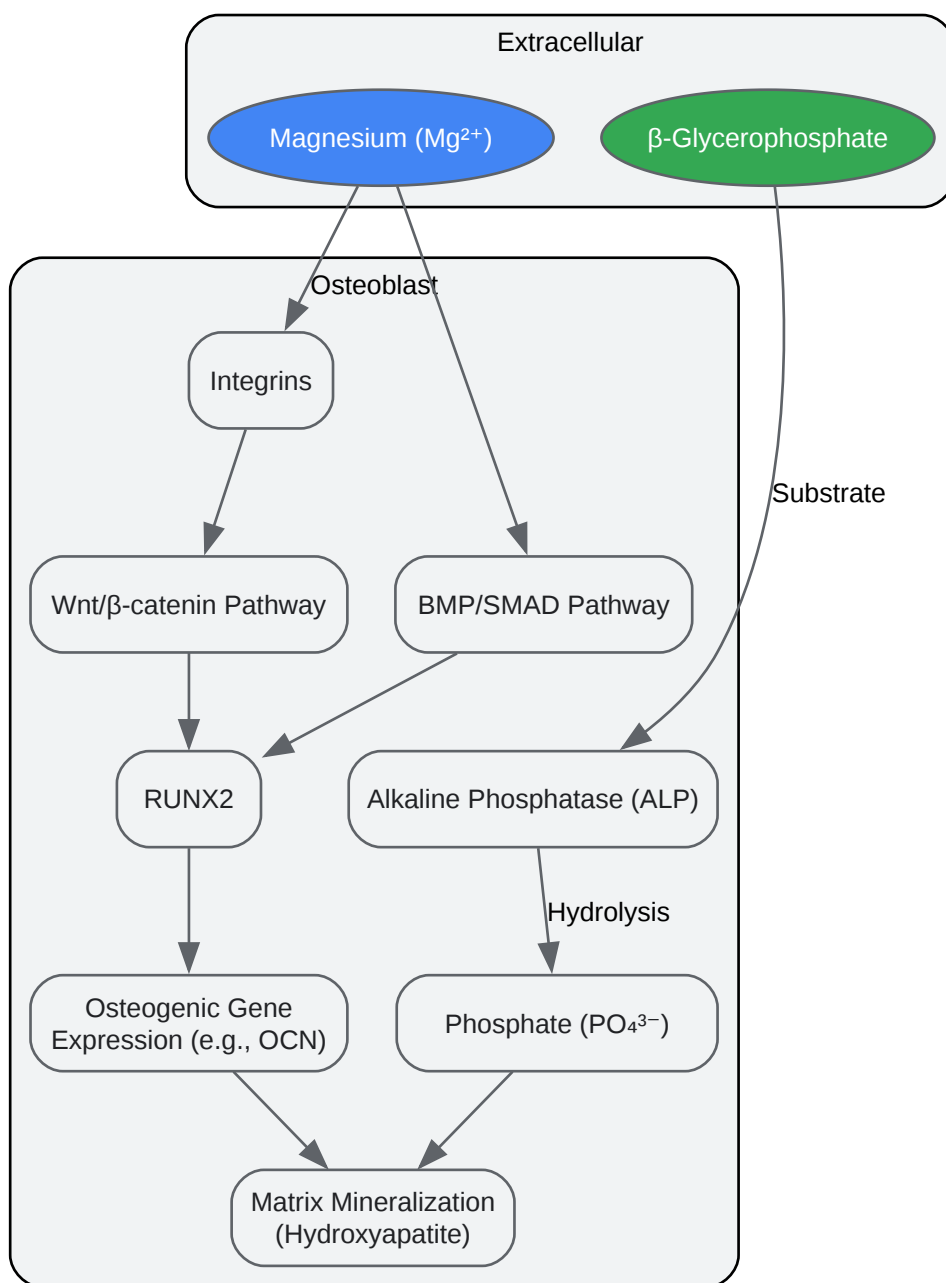 Extracellular
Magnesium (Mg²⁺)
β-Glycerophosphate
Osteoblast
Integrins
Substrate
Wnt/β-catenin Pathway
BMP/SMAD Pathway
RUNX2
Alkaline Phosphatase (ALP)
Hydrolysis
Osteogenic Gene
Expression (e.g., OCN)
Phosphate (PO₄³⁻)
Matrix Mineralization
(Hydroxyapatite)